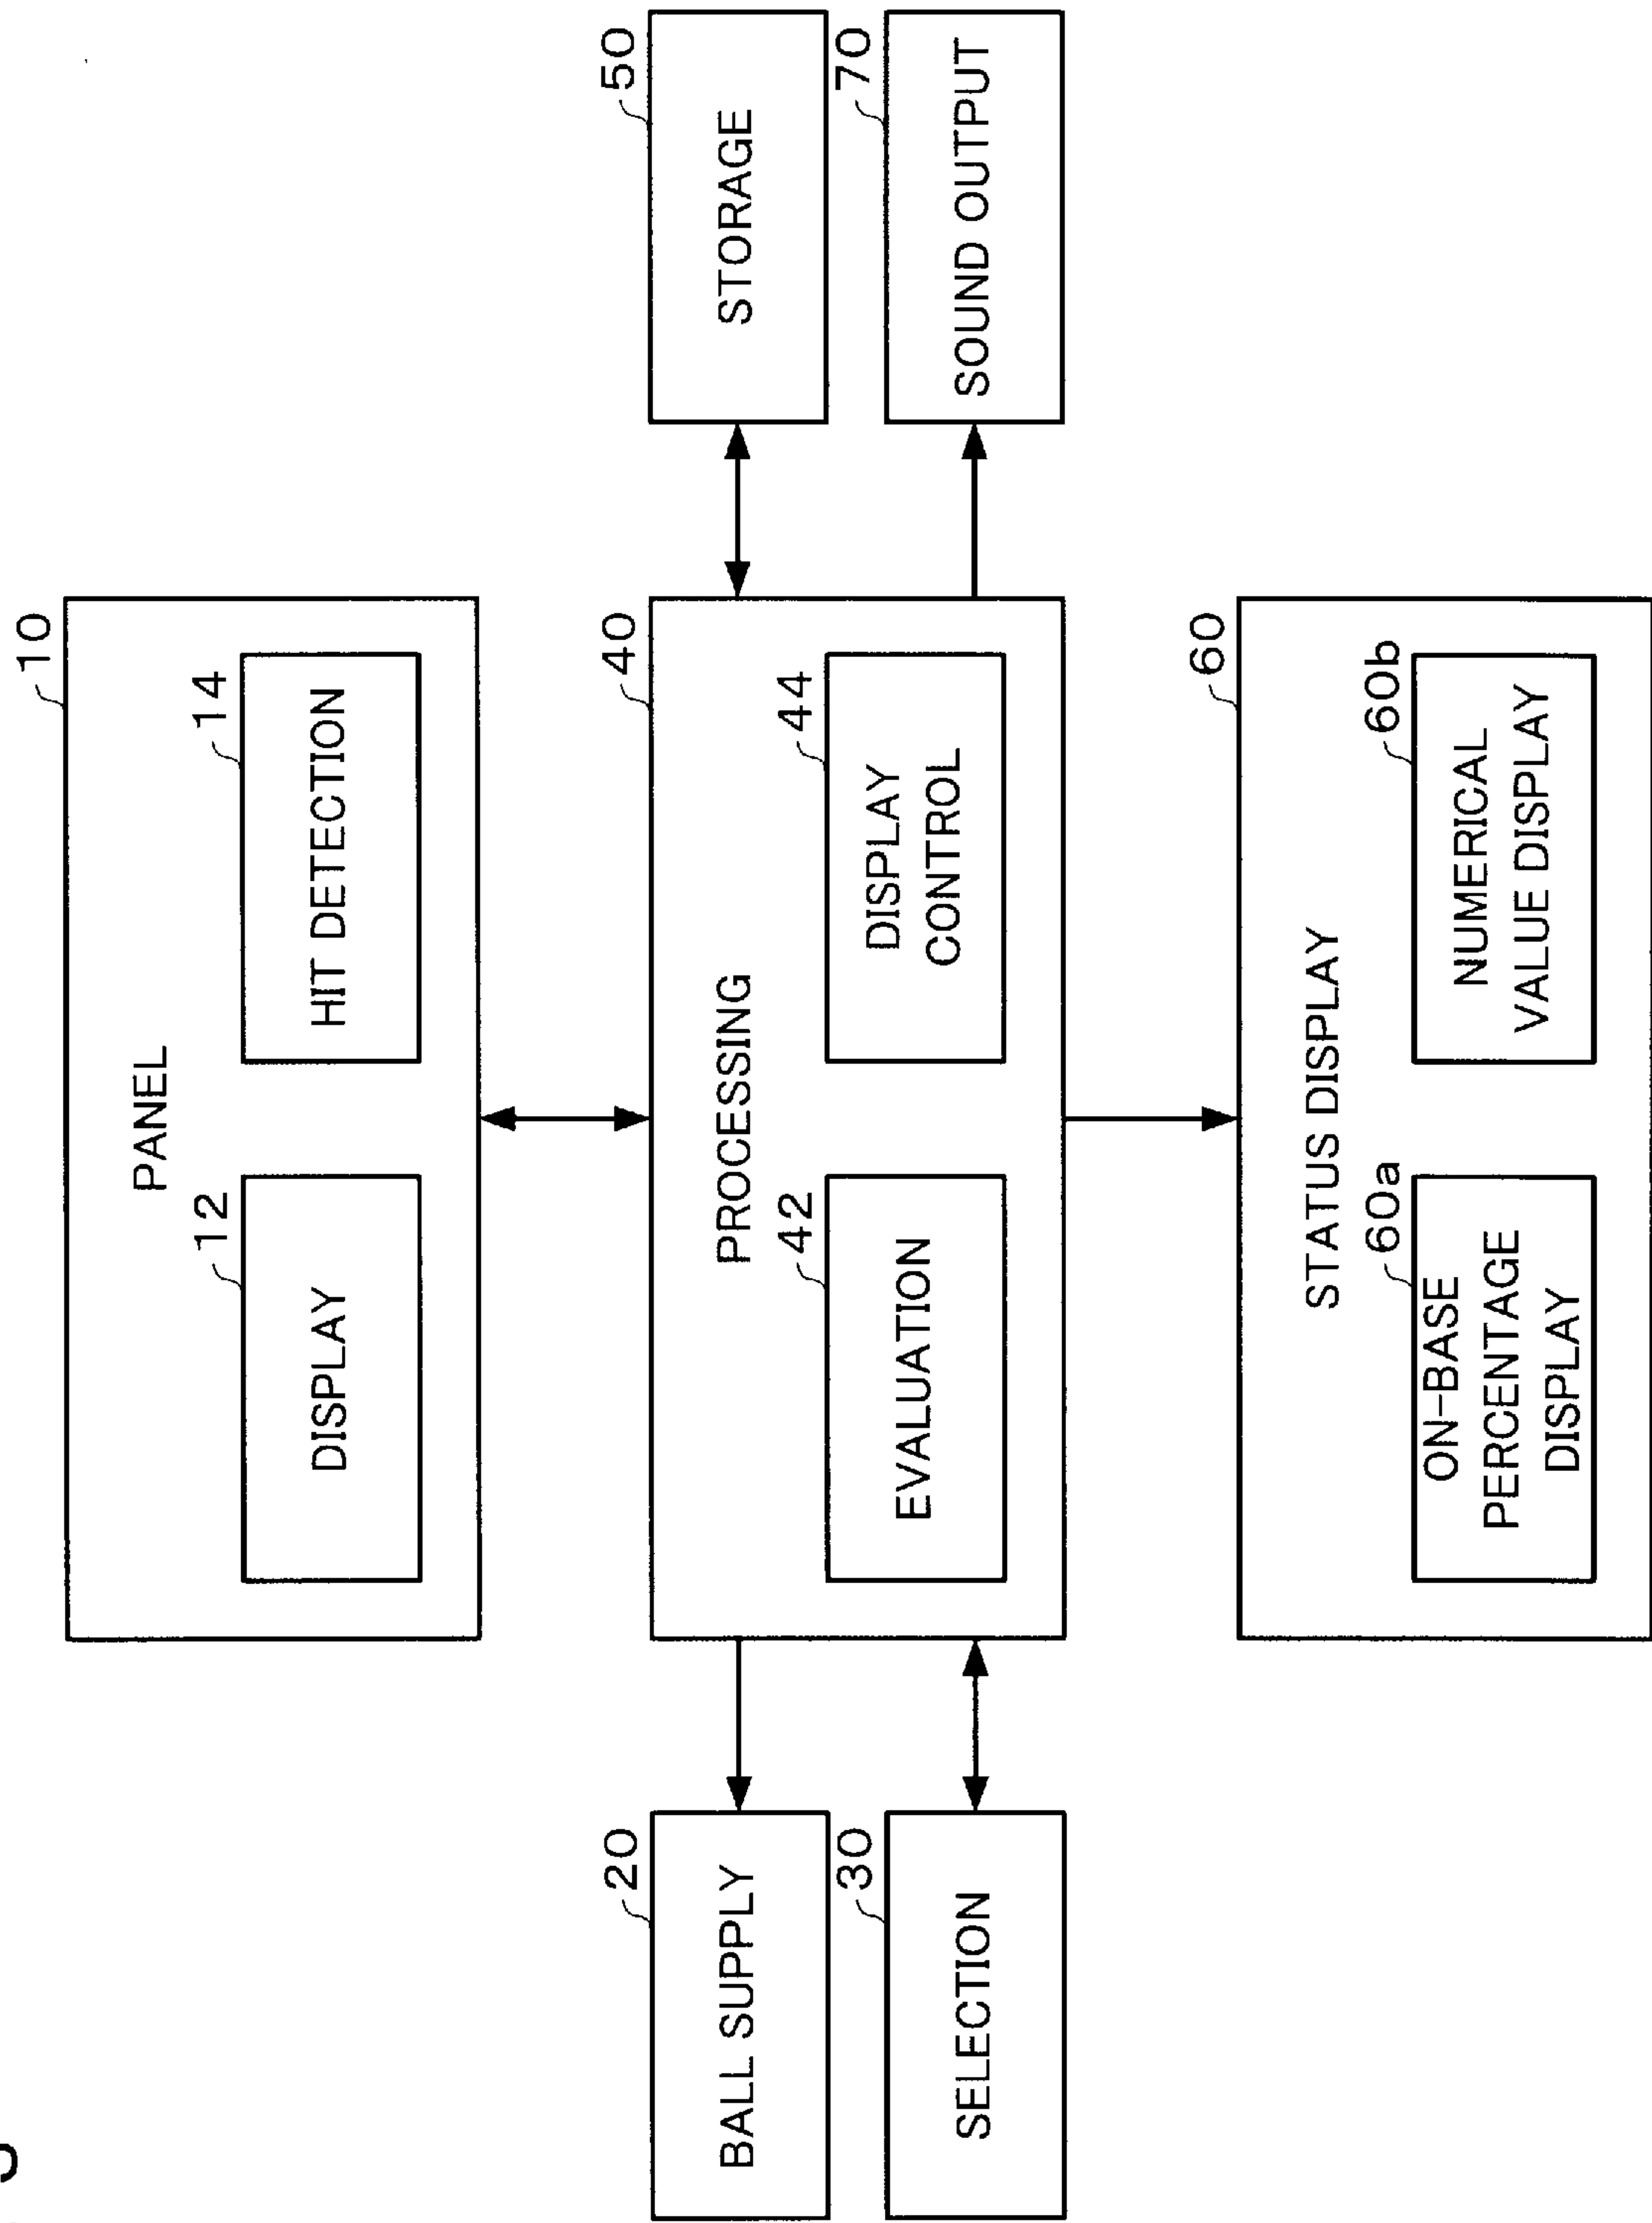 10
PANEL
12
DISPLAY
14
HIT DETECTION
20
BALL SUPPLY
30
SELECTION
40
PROCESSING
42
EVALUATION
44
DISPLAY
CONTROL
50
STORAGE
70
SOUND OUTPUT
60
STATUS DISPLAY
60a
ON-BASE
PERCENTAGE
DISPLAY
60b
NUMERICAL
VALUE DISPLAY